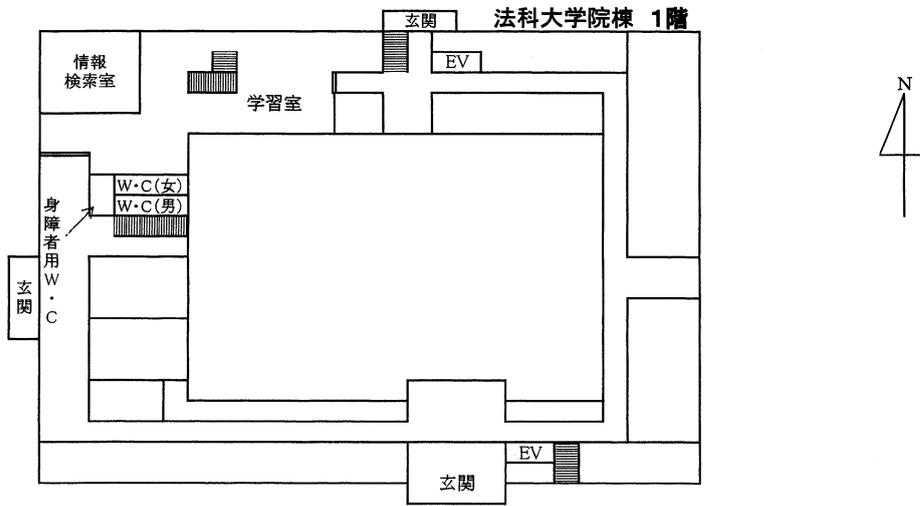 法科大学院棟 1階
玄関
EV
情報
検索室
学習室
N
W・C(女)
W・C(男)
身障者用W・C
玄関
EV
玄関